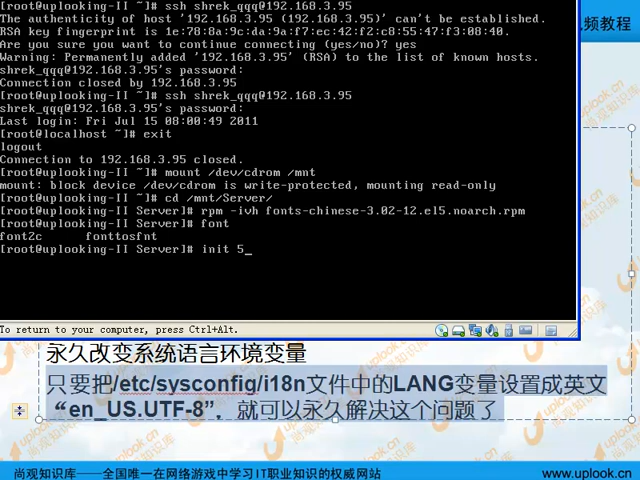 [root@uplooking-II ~]# ssh shrek_qqq@192.168.3.95
The authenticity of host '192.168.3.95 (192.168.3.95)' can't be established.
RSA key fingerprint is 1e:78:8a:9c:da:9a:f7:ec:42:f2:c8:55:47:f3:08:40.
Are you sure you want to continue connecting (yes/no)? yes
Warning: Permanently added '192.168.3.95' (RSA) to the list of known hosts.
shrek_qqq@192.168.3.95's password:
Connection closed by 192.168.3.95
[root@uplooking-II ~]# ssh shrek_qqq@192.168.3.95
shrek_qqq@192.168.3.95's password:
Last login: Fri Jul 15 08:00:49 2011
[root@localhost ~]# exit
logout
Connection to 192.168.3.95 closed.
[root@uplooking-II ~]# mount /dev/cdrom /mnt
mount: block device /dev/cdrom is write-protected, mounting read-only
[root@uplooking-II ~]# cd /mnt/Server/
[root@uplooking-II Server]# rpm -ivh fonts-chinese-3.02-12.el5.noarch.rpm
[root@uplooking-II Server]# font
font2c fonttosfnt
[root@uplooking-II Server]# init 5_
频教程
To return to your computer, press Ctrl+Alt.
永久改变系统语言环境变量
只要把/etc/sysconfig/i18n文件中的LANG变量设置成英文
“en_US.UTF-8”，就可以永久解决这个问题了
尚观知识库——全国唯一在网络游戏中学习IT职业知识的权威网站 www.uplook.cn